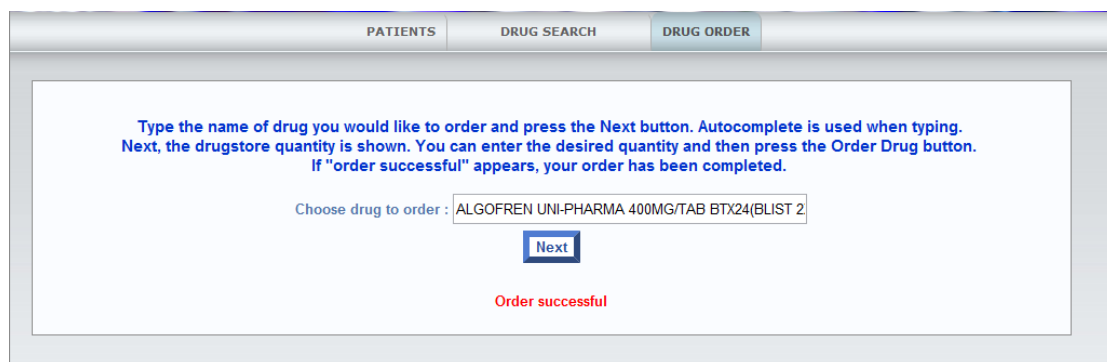 PATIENTS DRUG SEARCH DRUG ORDER
Type the name of drug you would like to order and press the Next button. Autocomplete is used when typing.
Next, the drugstore quantity is shown. You can enter the desired quantity and then press the Order Drug button.
If "order successful" appears, your order has been completed.
Choose drug to order : ALGOFREN UNI-PHARMA 400MG/TAB BTX24(BLIST
Next
Order successful